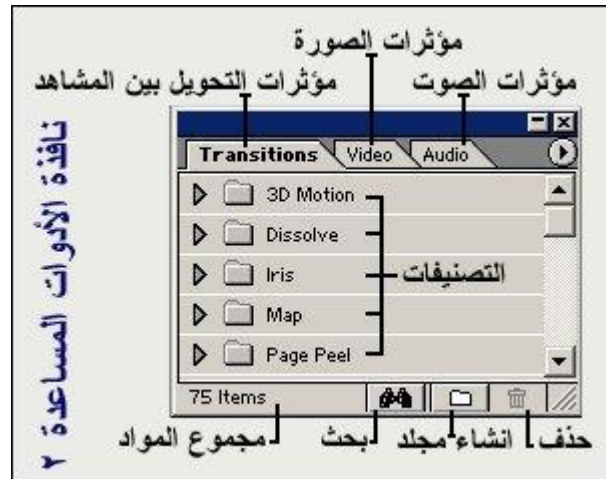 مؤثرات الصورة
مؤثرات التحويل بين المشاهد
مؤثرات الصوت
نافذة الأدوات المساعدة ٢
Transitions Video Audio
3D Motion
Dissolve
Iris
التصنيفات
Map
Page Peel
75 Items
حذف
انشاء مجلد
بحث
مجموع المواد